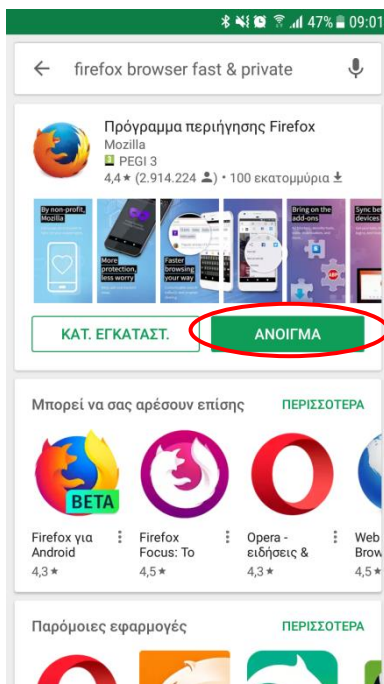 47% 09:01
firefox browser fast & private
Πρόγραμμα περιήγησης Firefox
Mozilla
PEGI 3
4,4 ★ (2.914.224) • 100 εκατομμύρια
By non-profit, Mozilla
More protection, less worry
Faster browsing your way
Bring on the add-ons
Sync devices
ΚΑΤ. ΕΓΚΑΤΑΣΤ. ΑΝΟΙΓΜΑ
Μπορεί να σας αρέσουν επίσης ΠΕΡΙΣΣΟΤΕΡΑ
BETA
Firefox για Firefox Opera - Web
Android Focus: To ειδήσεις & Brow
4,3 ★ 4,5 ★ 4,3 ★ 4,5 ★
Παρόμοιες εφαρμογές ΠΕΡΙΣΣΟΤΕΡΑ